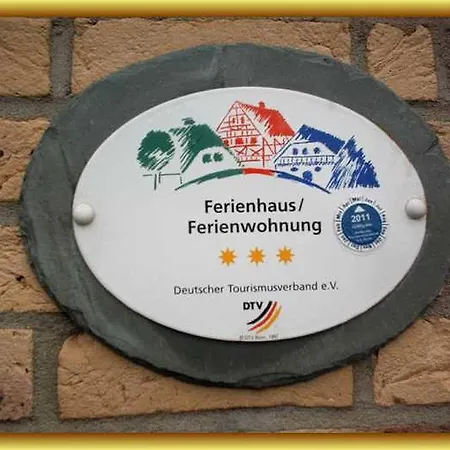 Ferienhaus/
Ferienwohnung
2011
Deutscher Tourismusverband e.V.
DTV